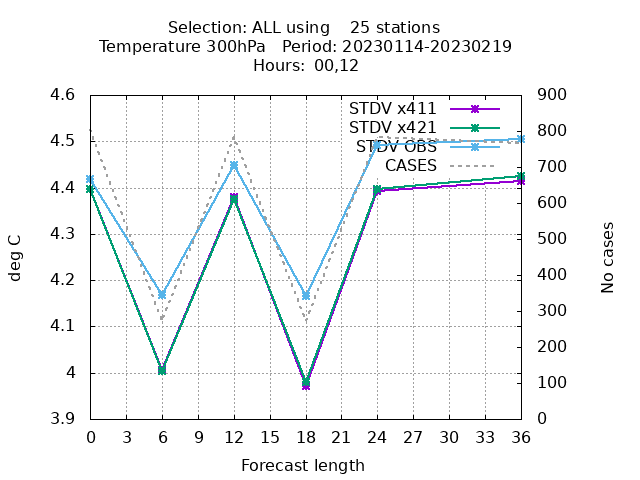 Selection: ALL using    25 stations
Temperature 300hPa   Period: 20230114-20230219
Hours:  00,12
STDV x411
STDV x421
STDV OBS
CASES
4.6
4.5
4.4
4.3
4.2
4.1
4
3.9
deg C
900
800
700
600
500
400
300
200
100
0
No cases
0 3 6 9 12 15 18 21 24 27 30 33 36
Forecast length